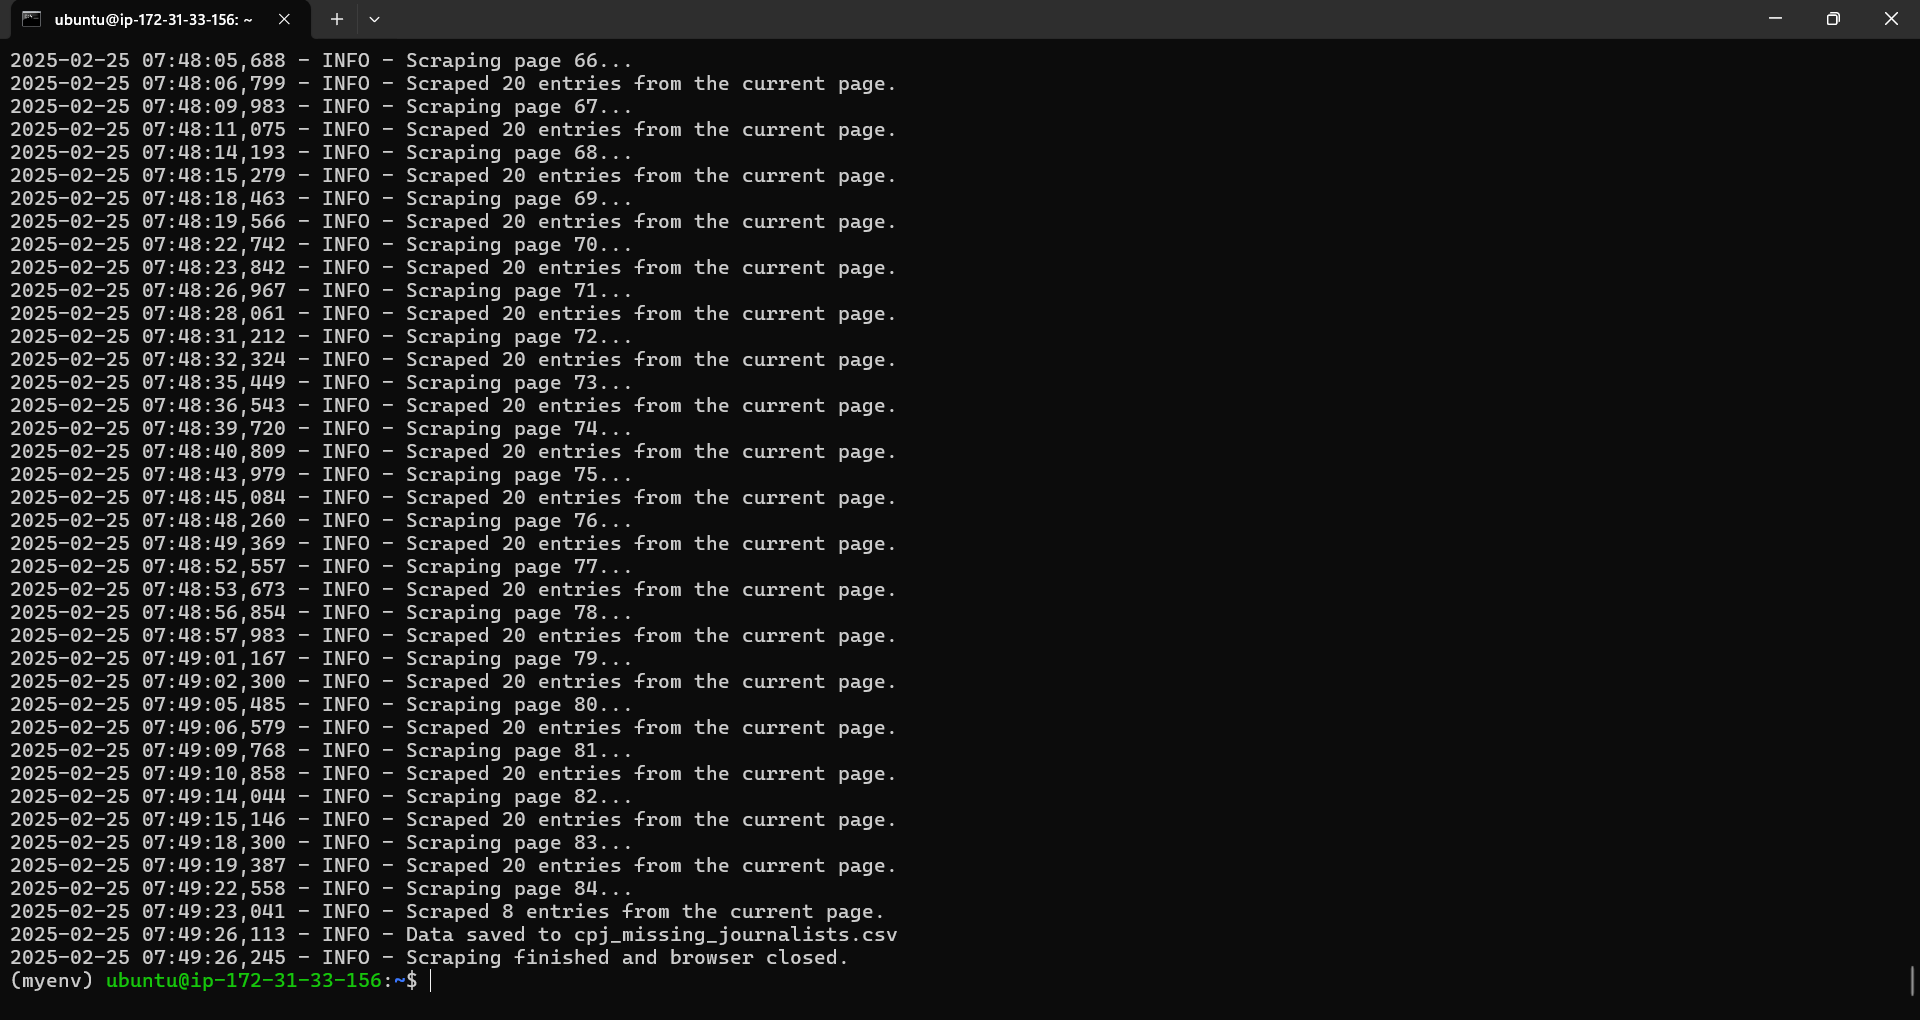 ubuntu@ip-172-31-33-156: ~
2025-02-25 07:48:05,688 - INFO - Scraping page 66...
2025-02-25 07:48:06,799 - INFO - Scraped 20 entries from the current page.
2025-02-25 07:48:09,983 - INFO - Scraping page 67...
2025-02-25 07:48:11,075 - INFO - Scraped 20 entries from the current page.
2025-02-25 07:48:14,193 - INFO - Scraping page 68...
2025-02-25 07:48:15,279 - INFO - Scraped 20 entries from the current page.
2025-02-25 07:48:18,463 - INFO - Scraping page 69...
2025-02-25 07:48:19,566 - INFO - Scraped 20 entries from the current page.
2025-02-25 07:48:22,742 - INFO - Scraping page 70...
2025-02-25 07:48:23,842 - INFO - Scraped 20 entries from the current page.
2025-02-25 07:48:26,967 - INFO - Scraping page 71...
2025-02-25 07:48:28,061 - INFO - Scraped 20 entries from the current page.
2025-02-25 07:48:31,212 - INFO - Scraping page 72...
2025-02-25 07:48:32,324 - INFO - Scraped 20 entries from the current page.
2025-02-25 07:48:35,449 - INFO - Scraping page 73...
2025-02-25 07:48:36,543 - INFO - Scraped 20 entries from the current page.
2025-02-25 07:48:39,720 - INFO - Scraping page 74...
2025-02-25 07:48:40,809 - INFO - Scraped 20 entries from the current page.
2025-02-25 07:48:43,979 - INFO - Scraping page 75...
2025-02-25 07:48:45,084 - INFO - Scraped 20 entries from the current page.
2025-02-25 07:48:48,260 - INFO - Scraping page 76...
2025-02-25 07:48:49,369 - INFO - Scraped 20 entries from the current page.
2025-02-25 07:48:52,557 - INFO - Scraping page 77...
2025-02-25 07:48:53,673 - INFO - Scraped 20 entries from the current page.
2025-02-25 07:48:56,854 - INFO - Scraping page 78...
2025-02-25 07:48:57,983 - INFO - Scraped 20 entries from the current page.
2025-02-25 07:49:01,167 - INFO - Scraping page 79...
2025-02-25 07:49:02,300 - INFO - Scraped 20 entries from the current page.
2025-02-25 07:49:05,485 - INFO - Scraping page 80...
2025-02-25 07:49:06,579 - INFO - Scraped 20 entries from the current page.
2025-02-25 07:49:09,768 - INFO - Scraping page 81...
2025-02-25 07:49:10,858 - INFO - Scraped 20 entries from the current page.
2025-02-25 07:49:14,044 - INFO - Scraping page 82...
2025-02-25 07:49:15,146 - INFO - Scraped 20 entries from the current page.
2025-02-25 07:49:18,300 - INFO - Scraping page 83...
2025-02-25 07:49:19,387 - INFO - Scraped 20 entries from the current page.
2025-02-25 07:49:22,558 - INFO - Scraping page 84...
2025-02-25 07:49:23,041 - INFO - Scraped 8 entries from the current page.
2025-02-25 07:49:26,113 - INFO - Data saved to cpj_missing_journalists.csv
2025-02-25 07:49:26,245 - INFO - Scraping finished and browser closed.
(myenv) ubuntu@ip-172-31-33-156:~$